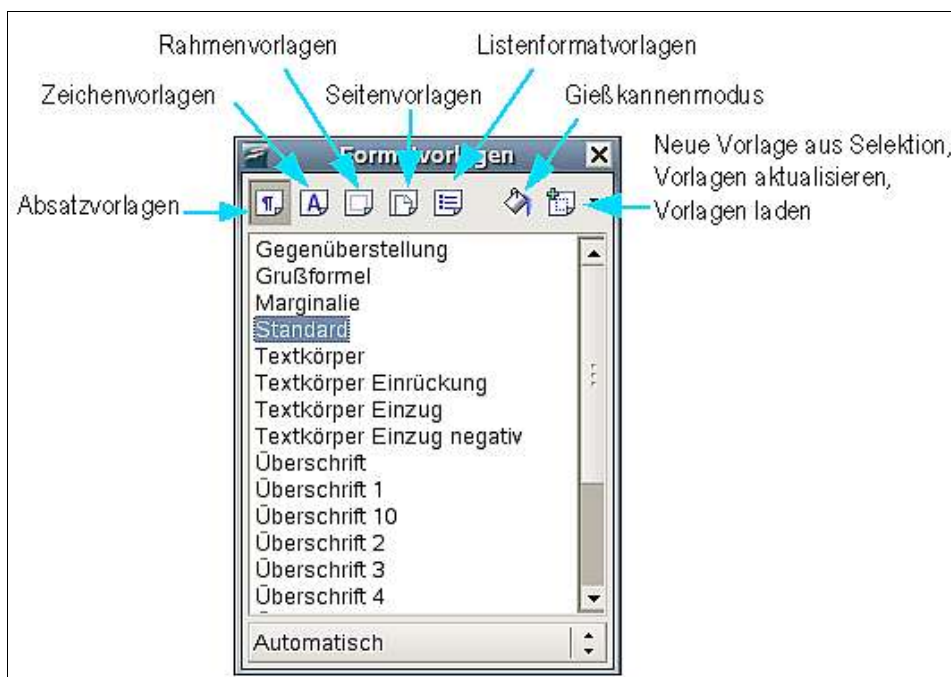 Rahmenvorlagen
Listenformatvorlagen
Zeichenvorlagen
Seitenvorlagen
Gießkannenmodus
Neue Vorlage aus Selektion,
Vorlagen aktualisieren,
Vorlagen laden
Absatzvorlagen
Formatvorlagen
Gegenüberstellung
Grußformel
Marginalie
Standard
Textkörper
Textkörper Einrückung
Textkörper Einzug
Textkörper Einzug negativ
Überschrift
Überschrift 1
Überschrift 10
Überschrift 2
Überschrift 3
Überschrift 4
Automatisch